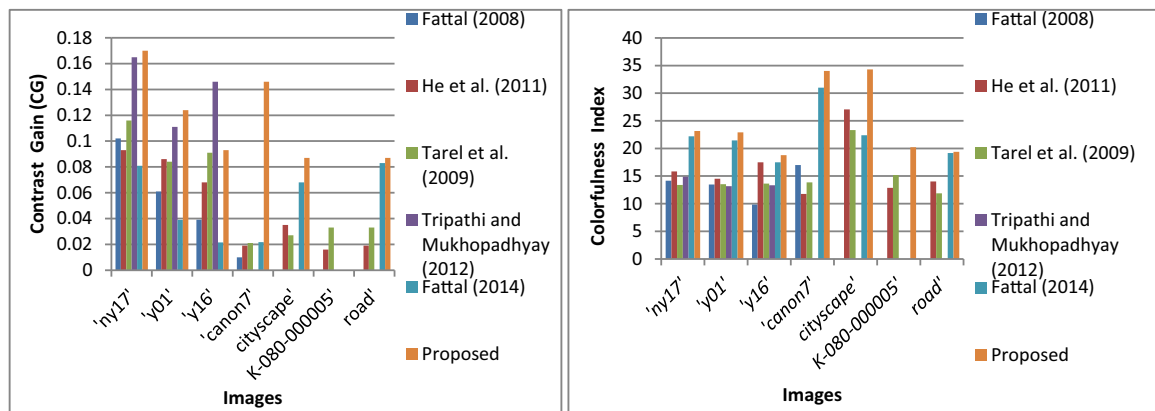 Contrast Gain (CG)
0.18
0.16
0.14
0.12
0.1
0.08
0.06
0.04
0.02
0
'ny17'
'y01'
'y16'
'canon7'
cityscape'
K-080-000005'
road'
Images
Fattal (2008)
He et al. (2011)
Tarel et al.
(2009)
Tripathi and
Mukhopadhyay
(2012)
Fattal (2014)
Proposed
Colorfulness Index
40
35
30
25
20
15
10
5
0
'ny17'
'y01'
'y16'
'canon7'
cityscape'
K-080-000005'
road'
Images
Fattal (2008)
He et al. (2011)
Tarel et al. (2009)
Tripathi and
Mukhopadhyay
(2012)
Fattal (2014)
Proposed